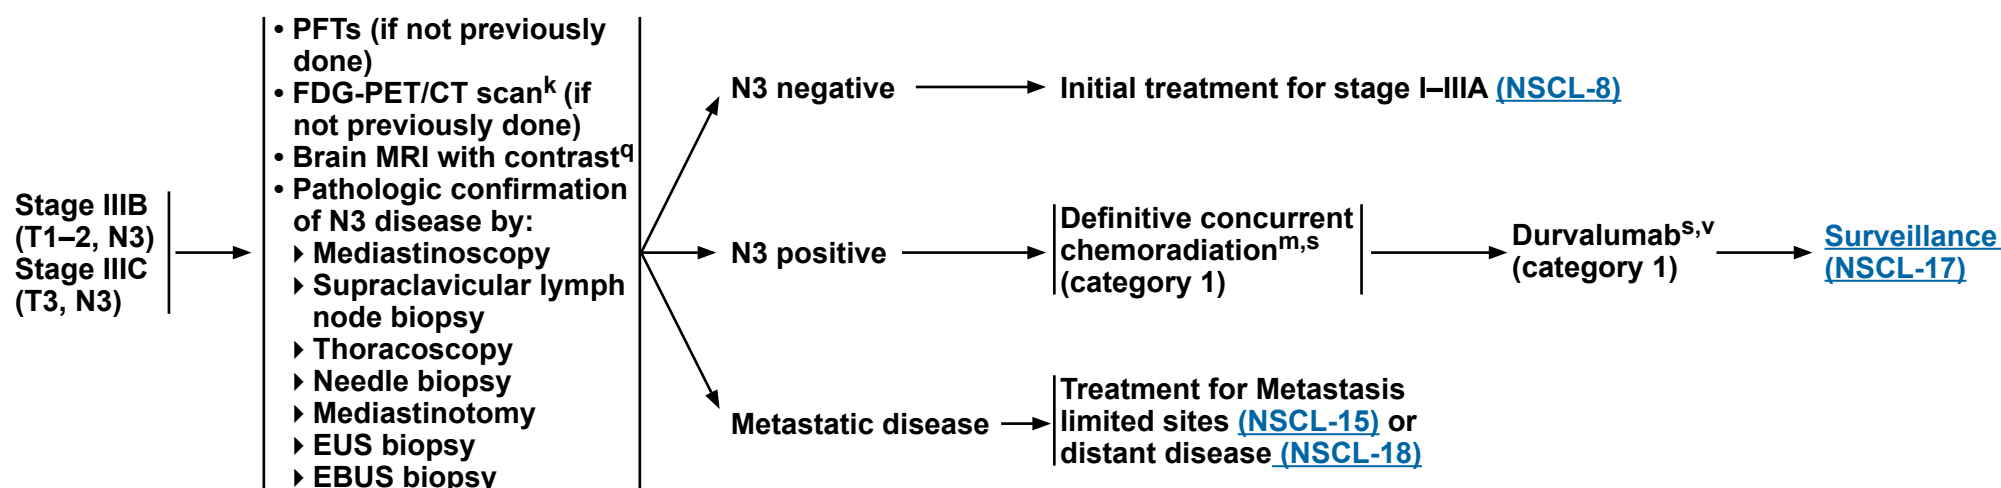 Stage IIIB
(T1–2, N3)
Stage IIIC
(T3, N3)
• PFTs (if not previously
done)
• FDG-PET/CT scank (if
not previously done)
• Brain MRI with contrastq
• Pathologic confirmation
of N3 disease by:
▸ Mediastinoscopy
▸ Supraclavicular lymph
node biopsy
▸ Thoracoscopy
▸ Needle biopsy
▸ Mediastinotomy
▸ EUS biopsy
▸ EBUS biopsy
N3 negative
Initial treatment for stage I–IIIA (NSCL-8)
N3 positive
Definitive concurrent
chemoradiationm,s
(category 1)
Durvalumabs,v
(category 1)
Surveillance
(NSCL-17)
Metastatic disease
Treatment for Metastasis
limited sites (NSCL-15) or
distant disease (NSCL-18)